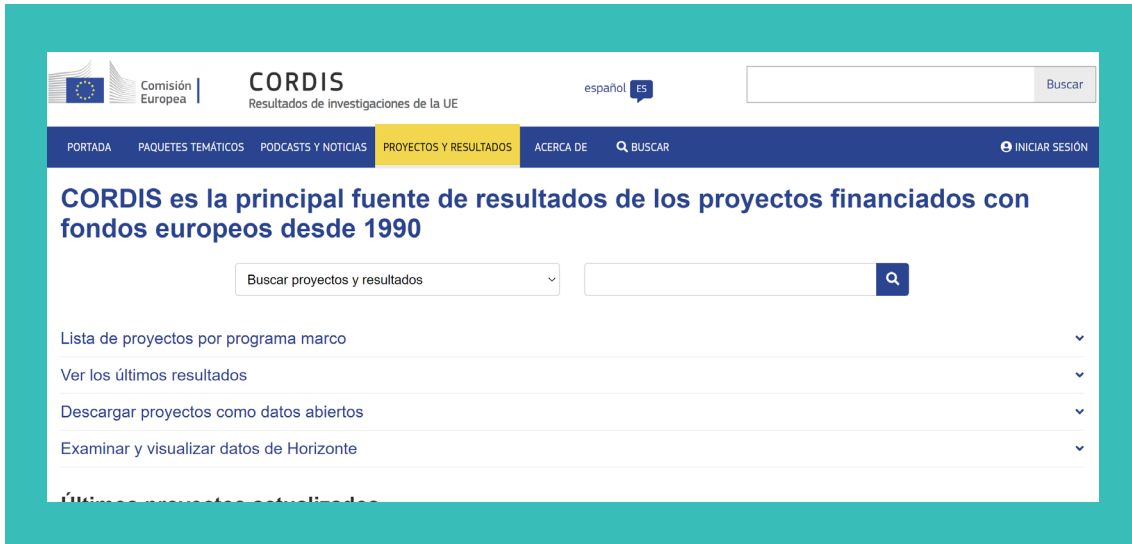 Comisión
Europea
CORDIS
Resultados de investigaciones de la UE
español ES
Buscar
PORTADA PAQUETES TEMÁTICOS PODCASTS Y NOTICIAS PROYECTOS Y RESULTADOS ACERCA DE BUSCAR INICIAR SESIÓN
CORDIS es la principal fuente de resultados de los proyectos financiados con
fondos europeos desde 1990
Buscar proyectos y resultados
Lista de proyectos por programa marco
Ver los últimos resultados
Descargar proyectos como datos abiertos
Examinar y visualizar datos de Horizonte
Últimos proyectos actualizados